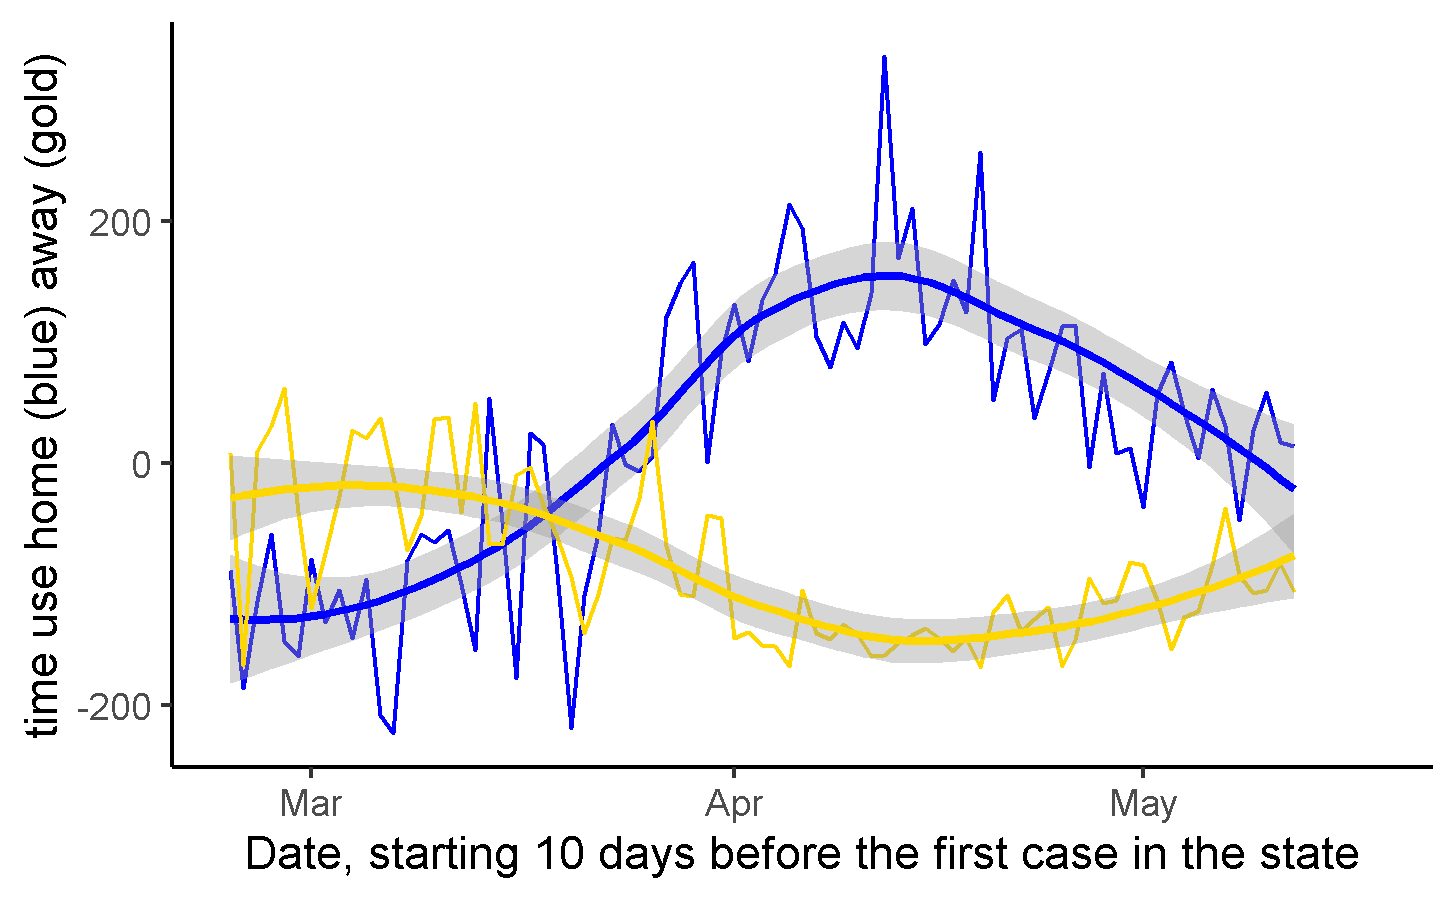 time use home (blue) away (gold)
200
0
-200
Mar
Apr
May
Date, starting 10 days before the first case in the state